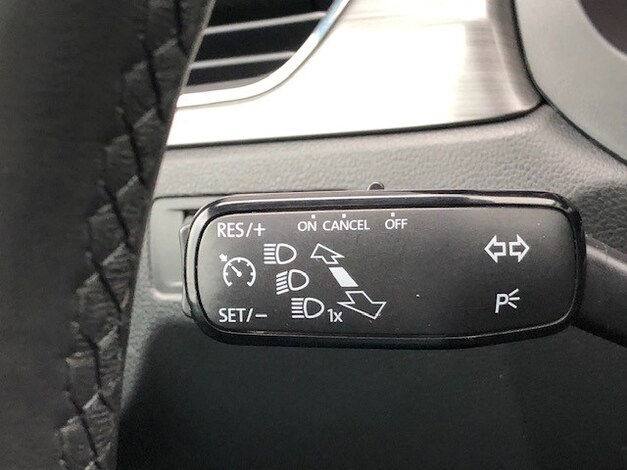 RES/+ ON CANCEL OFF
SET/− 1x
P